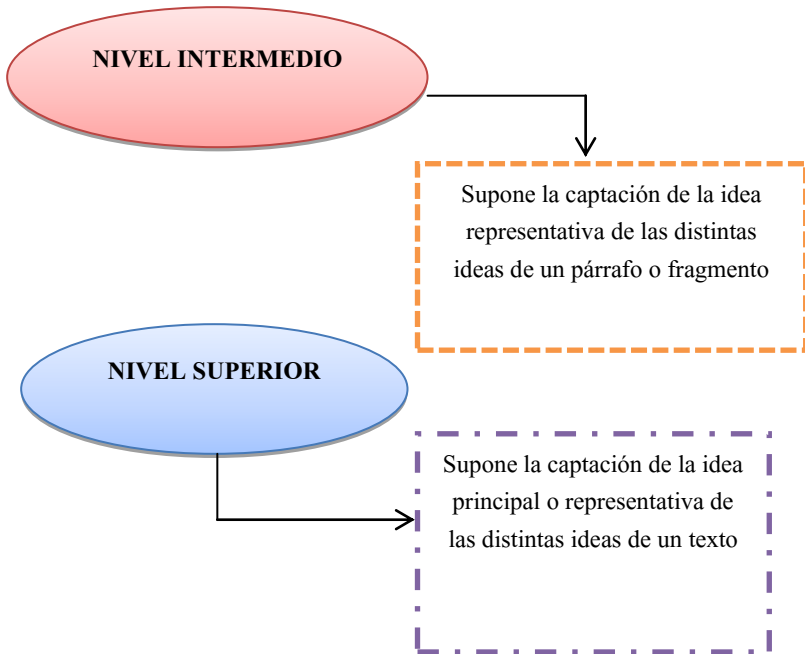 NIVEL INTERMEDIO
Supone la captación de la idea
representativa de las distintas
ideas de un párrafo o fragmento
NIVEL SUPERIOR
Supone la captación de la idea
principal o representativa de
las distintas ideas de un texto